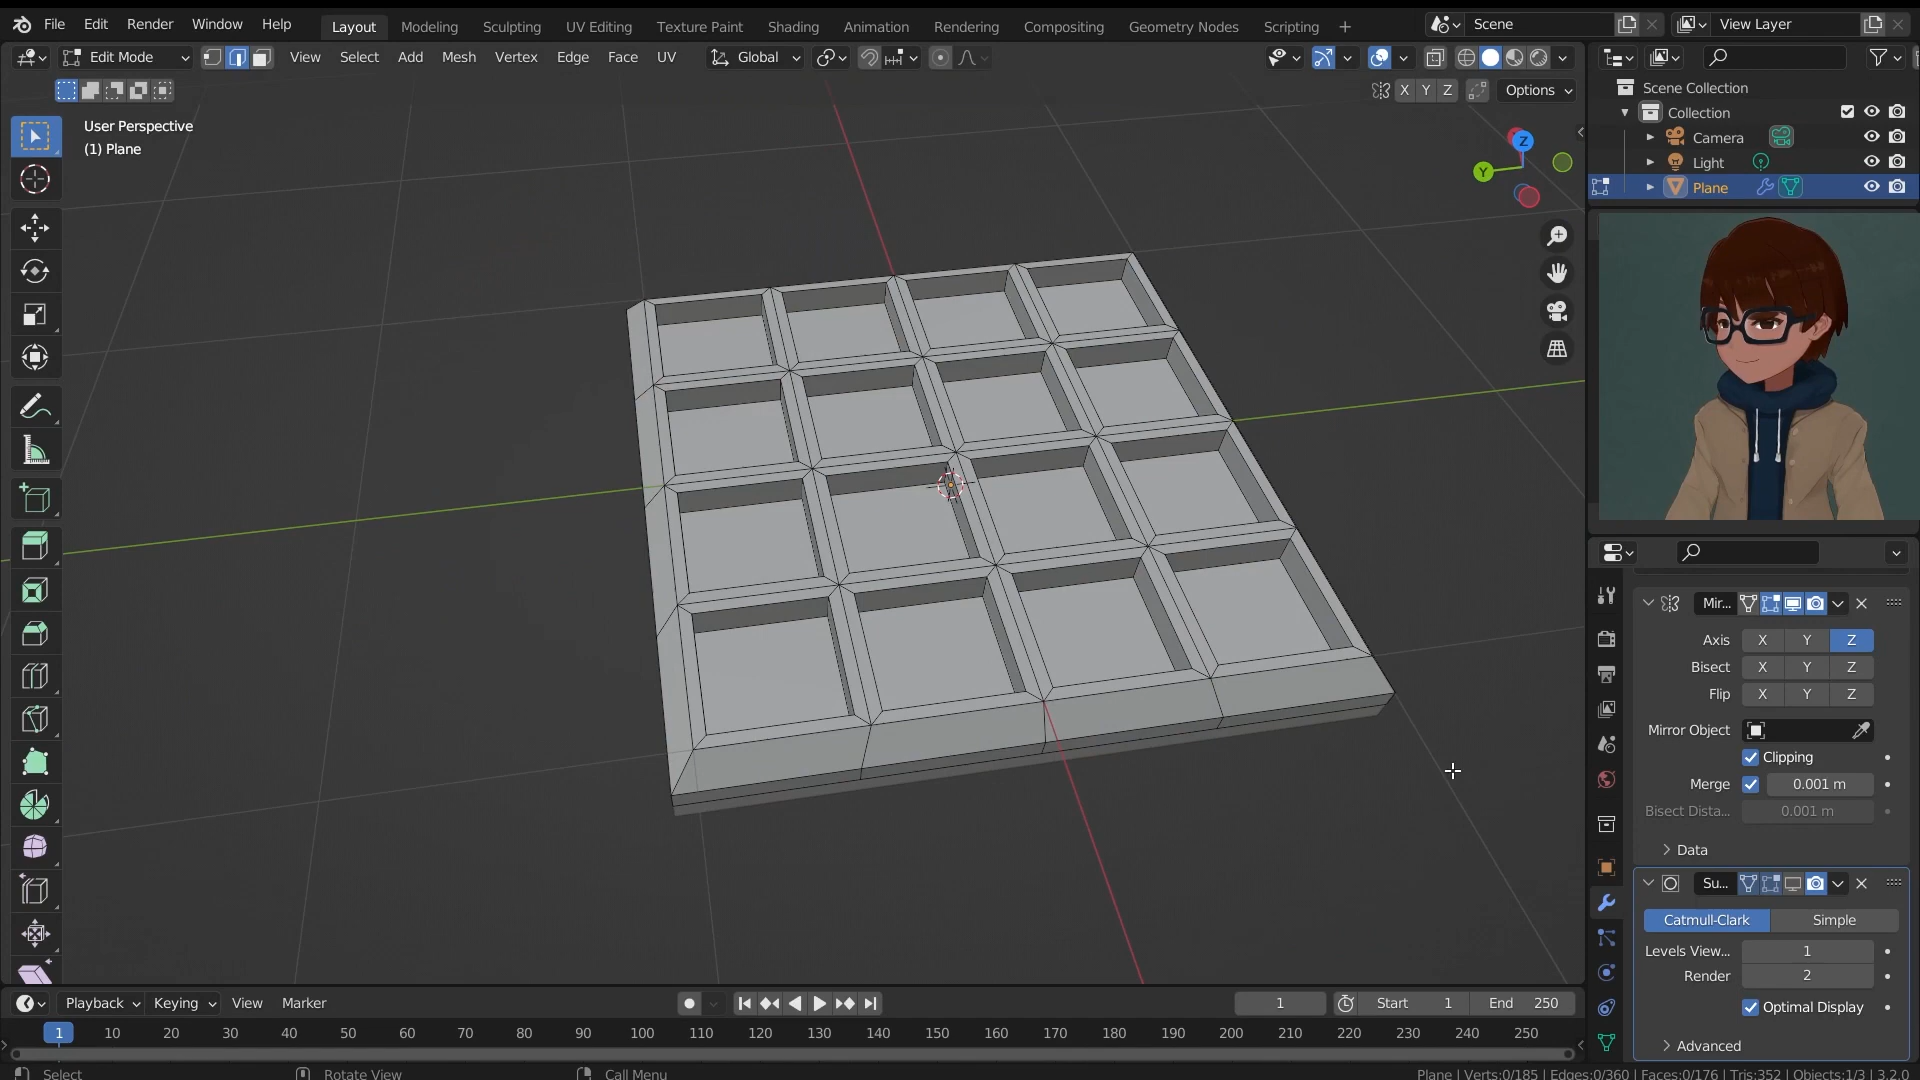 File Edit Render Window Help Layout Modeling Sculpting UV Editing Texture Paint Shading Animation Rendering Compositing Geometry Nodes Scripting + Scene View Layer
Edit Mode View Select Add Mesh Vertex Edge Face UV Global
X Y Z Options
User Perspective
(1) Plane
Z
Y
Scene Collection
Collection
Camera
Light
Plane
Mir...
Axis X Y Z
Bisect X Y Z
Flip X Y Z
Mirror Object
Clipping
Merge 0.001 m
Bisect Dista... 0.001 m
Data
Su...
Catmull-Clark Simple
Levels View... 1
Render 2
Optimal Display
Advanced
Playback Keying View Marker 1 Start 1 End 250
1 10 20 30 40 50 60 70 80 90 100 110 120 130 140 150 160 170 180 190 200 210 220 230 240 250
Select Rotate View Call Menu Plane | Verts:0/185 | Edges:0/360 | Faces:0/176 | Tris:352 | Objects:1/3 | 3.2.0